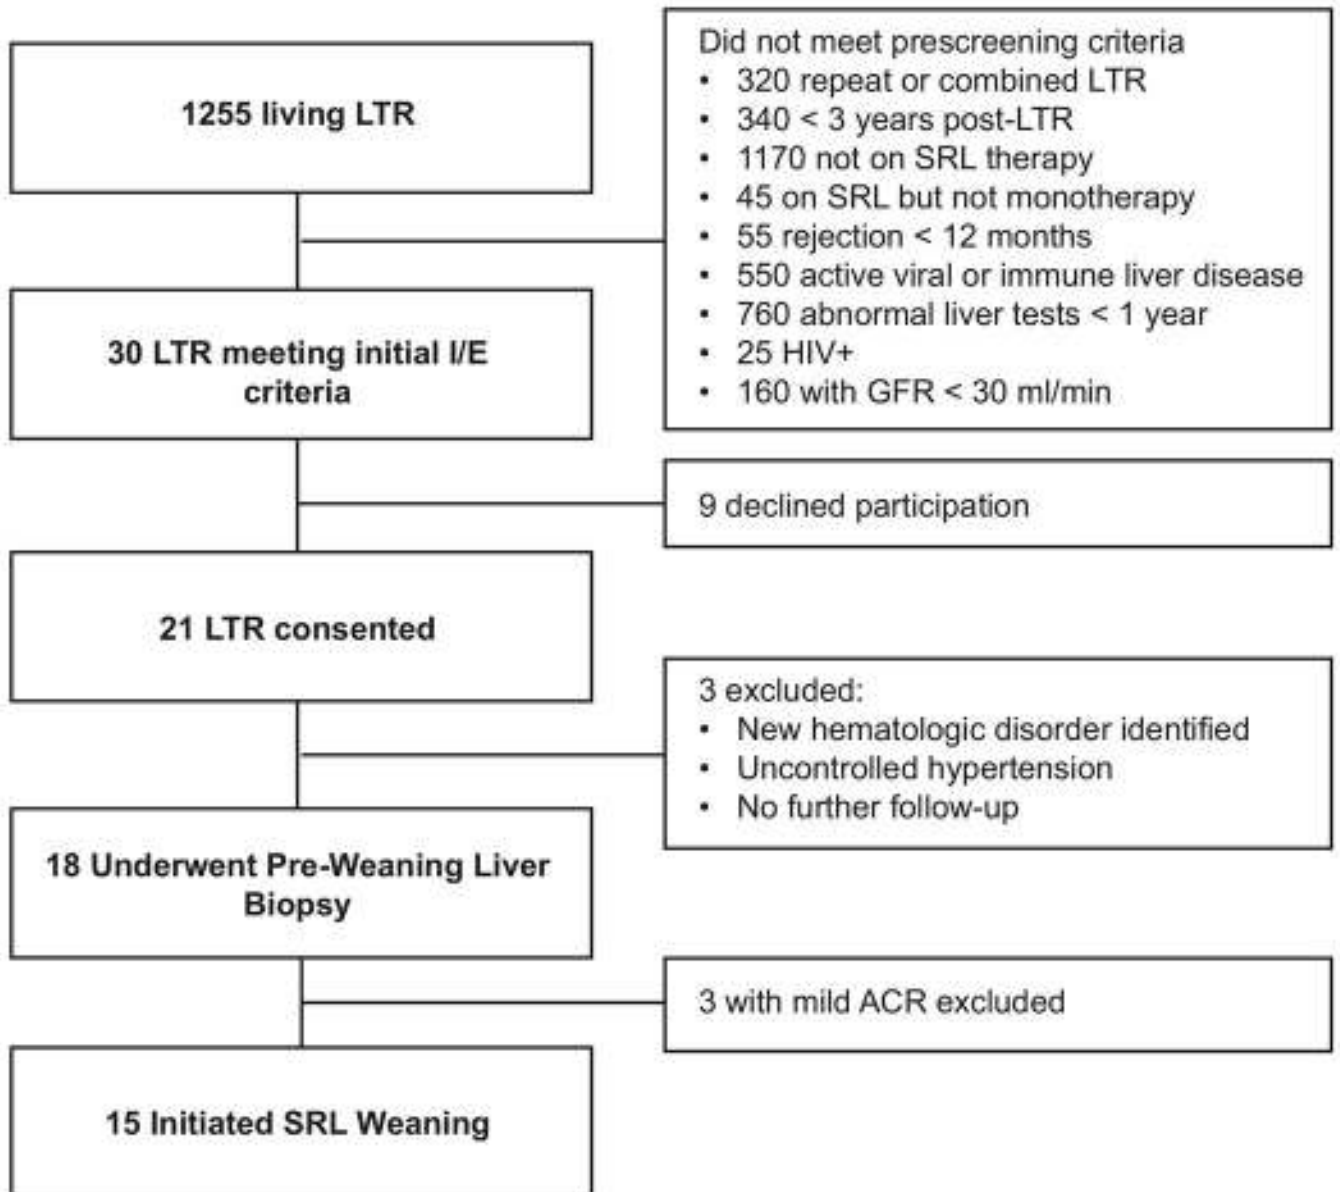 1255 living LTR
Did not meet prescreening criteria
• 320 repeat or combined LTR
• 340 < 3 years post-LTR
• 1170 not on SRL therapy
• 45 on SRL but not monotherapy
• 55 rejection < 12 months
• 550 active viral or immune liver disease
• 760 abnormal liver tests < 1 year
• 25 HIV+
• 160 with GFR < 30 ml/min
30 LTR meeting initial I/E
criteria
9 declined participation
21 LTR consented
3 excluded:
• New hematologic disorder identified
• Uncontrolled hypertension
• No further follow-up
18 Underwent Pre-Weaning Liver
Biopsy
3 with mild ACR excluded
15 Initiated SRL Weaning